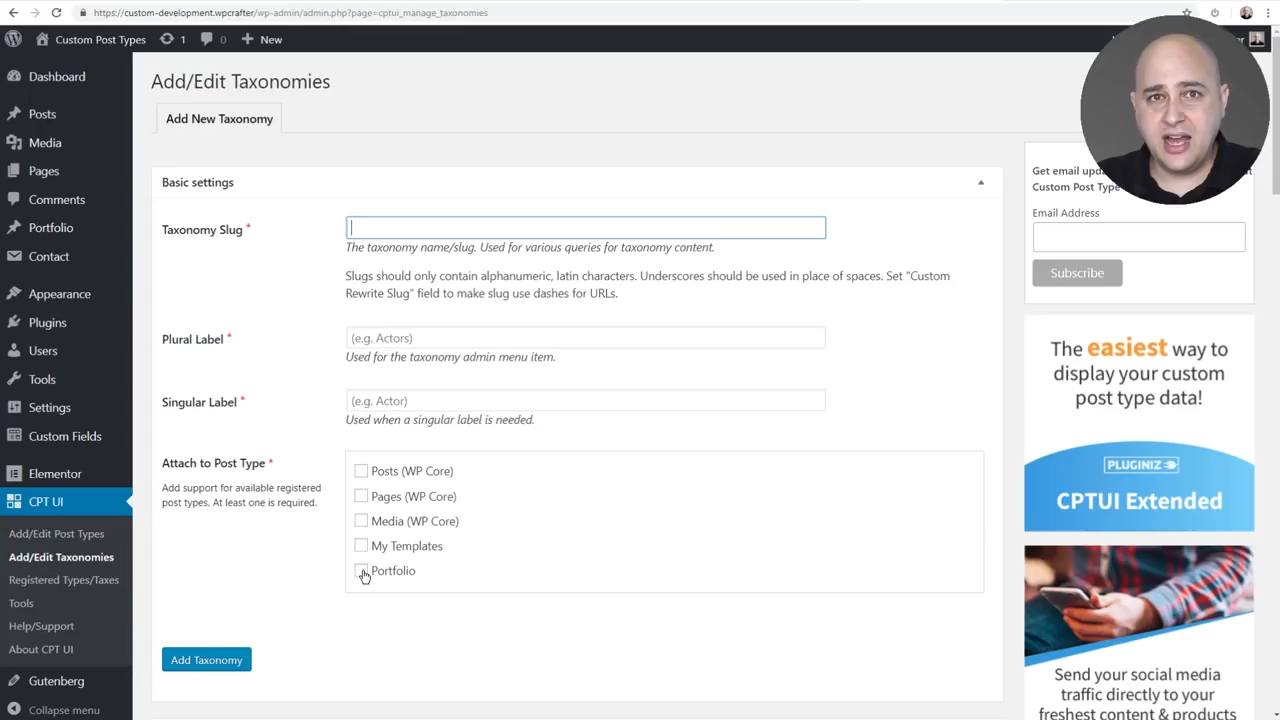 https://custom-development.wpcrafter/wp-admin/admin.php?page=cptui_manage_taxonomies
Custom Post Types
1
0
New
Dashboard
Posts
Media
Pages
Comments
Portfolio
Contact
Appearance
Plugins
Users
Tools
Settings
Custom Fields
Elementor
CPT UI
Add/Edit Post Types
Add/Edit Taxonomies
Registered Types/Taxes
Tools
Help/Support
About CPT UI
Gutenberg
Collapse menu
Add/Edit Taxonomies
Add New Taxonomy
Basic settings
Taxonomy Slug *
The taxonomy name/slug. Used for various queries for taxonomy content.
Slugs should only contain alphanumeric, latin characters. Underscores should be used in place of spaces. Set "Custom
Rewrite Slug" field to make slug use dashes for URLs.
Plural Label *
(e.g. Actors)
Used for the taxonomy admin menu item.
Singular Label *
(e.g. Actor)
Used when a singular label is needed.
Attach to Post Type *
Add support for available registered
post types. At least one is required.
Posts (WP Core)
Pages (WP Core)
Media (WP Core)
My Templates
Portfolio
Add Taxonomy
Get email
Custom Post Type
Email Address
Subscribe
The easiest way to
display your custom
post type data!
PLUGINIZ
CPTUI Extended
Send your social media
traffic directly to your
freshest content & products